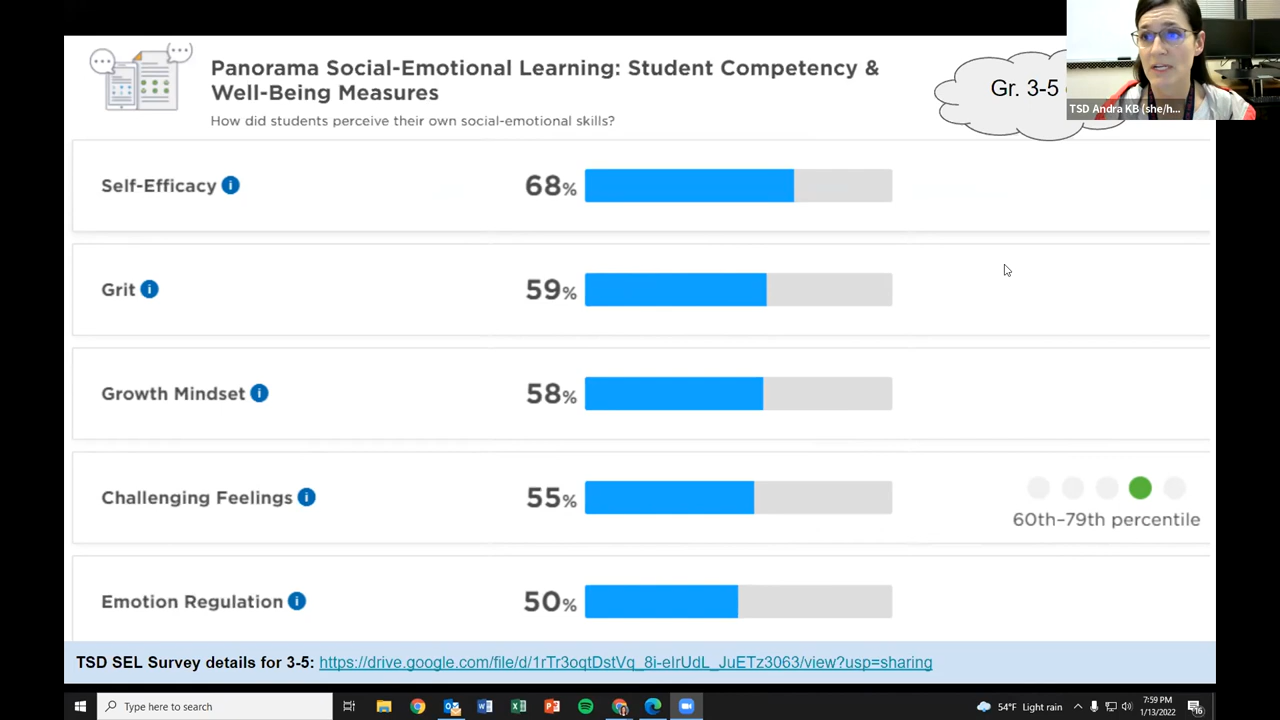 Panorama Social-Emotional Learning: Student Competency &
Well-Being Measures
How did students perceive their own social-emotional skills?
Gr. 3-5
TSD Andra KB (she/h...
Self-Efficacy i 68%
Grit i 59%
Growth Mindset i 58%
Challenging Feelings i 55%
60th–79th percentile
Emotion Regulation i 50%
TSD SEL Survey details for 3-5: https://drive.google.com/file/d/1rTr3oqtDstVq_8i-eIrUdL_JuETz3063/view?usp=sharing
Type here to search
54°F Light rain
7:59 PM
1/13/2022